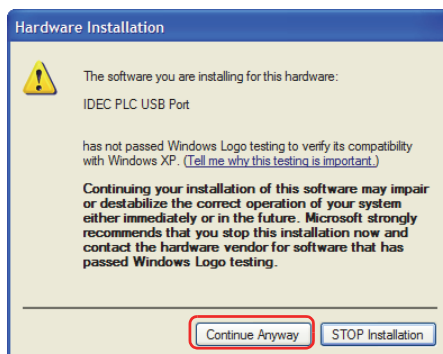 Hardware Installation
The software you are installing for this hardware:
IDEC PLC USB Port
has not passed Windows Logo testing to verify its compatibility
with Windows XP. (Tell me why this testing is important.)
Continuing your installation of this software may impair
or destabilize the correct operation of your system
either immediately or in the future. Microsoft strongly
recommends that you stop this installation now and
contact the hardware vendor for software that has
passed Windows Logo testing.
Continue Anyway
STOP Installation